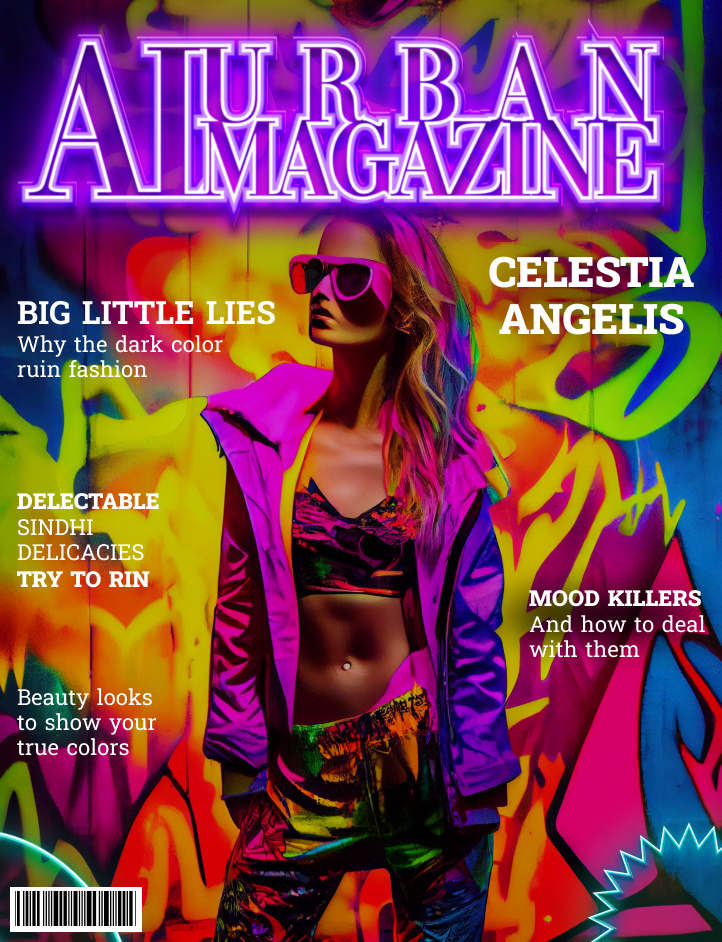 AI URBAN
MAGAZINE
CELESTIA
ANGELIS
BIG LITTLE LIES
Why the dark color
ruin fashion
DELECTABLE
SINDHI
DELICACIES
TRY TO RIN
MOOD KILLERS
And how to deal
with them
Beauty looks
to show your
true colors